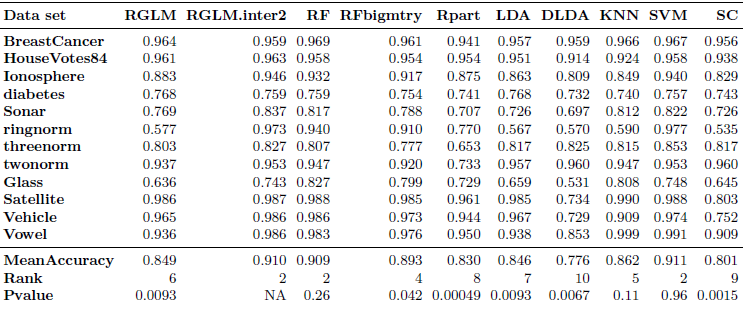 Data set RGLM RGLM.inter2 RF RFbigmtry Rpart LDA DLDA KNN SVM SC
BreastCancer 0.964 0.959 0.969 0.961 0.941 0.957 0.959 0.966 0.967 0.956
HouseVotes84 0.961 0.963 0.958 0.954 0.954 0.951 0.914 0.924 0.958 0.938
Ionosphere 0.883 0.946 0.932 0.917 0.875 0.863 0.809 0.849 0.940 0.829
diabetes 0.768 0.759 0.759 0.754 0.741 0.768 0.732 0.740 0.757 0.743
Sonar 0.769 0.837 0.817 0.788 0.707 0.726 0.697 0.812 0.822 0.726
ringnorm 0.577 0.973 0.940 0.910 0.770 0.567 0.570 0.590 0.977 0.535
threenorm 0.803 0.827 0.807 0.777 0.653 0.817 0.825 0.815 0.853 0.817
twonorm 0.937 0.953 0.947 0.920 0.733 0.957 0.960 0.947 0.953 0.960
Glass 0.636 0.743 0.827 0.799 0.729 0.659 0.531 0.808 0.748 0.645
Satellite 0.986 0.987 0.988 0.985 0.961 0.985 0.734 0.990 0.988 0.803
Vehicle 0.965 0.986 0.986 0.973 0.944 0.967 0.729 0.909 0.974 0.752
Vowel 0.936 0.986 0.983 0.976 0.950 0.938 0.853 0.999 0.991 0.909
MeanAccuracy 0.849 0.910 0.909 0.893 0.830 0.846 0.776 0.862 0.911 0.801
Rank 6 2 2 4 8 7 10 5 2 9
Pvalue 0.0093 NA 0.26 0.042 0.00049 0.0093 0.0067 0.11 0.96 0.0015